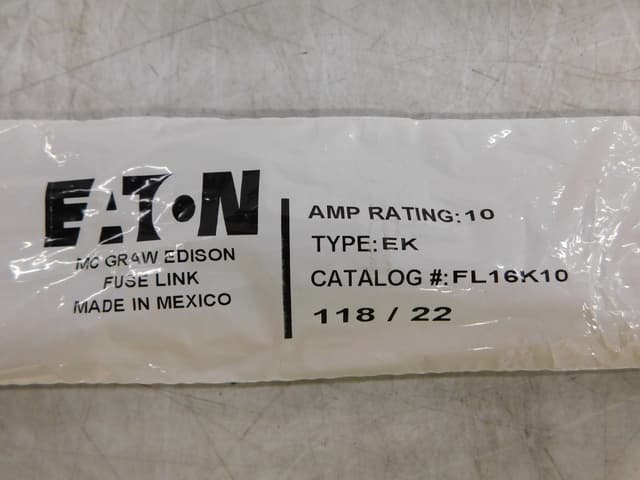 EATON
MC GRAW EDISON
FUSE LINK
MADE IN MEXICO
AMP RATING: 10
TYPE: EK
CATALOG #: FL16K10
118 / 22